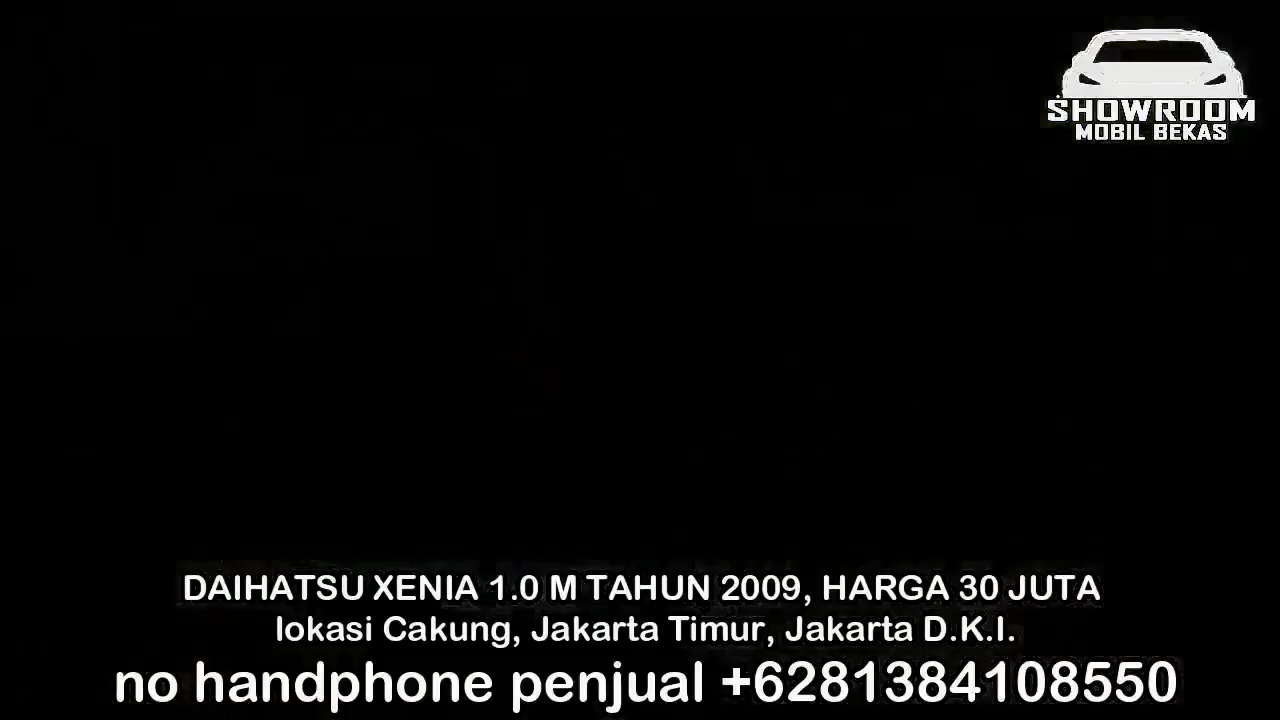 SHOWROOM
MOBIL BEKAS
DAIHATSU XENIA 1.0 M TAHUN 2009, HARGA 30 JUTA
lokasi Cakung, Jakarta Timur, Jakarta D.K.I.
no handphone penjual +6281384108550